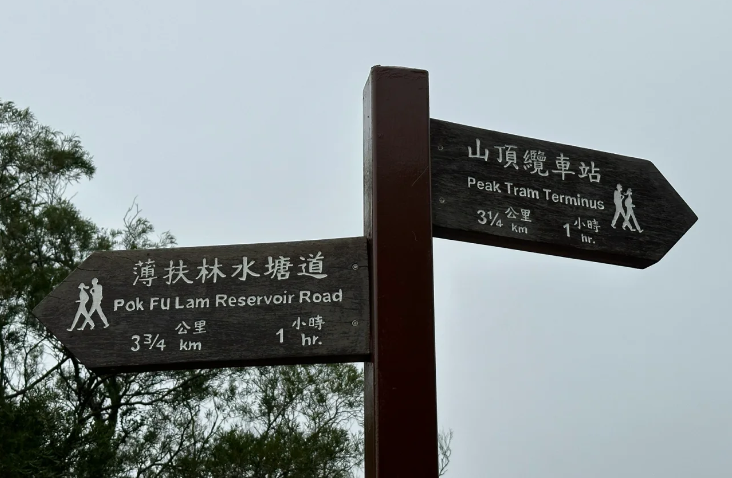 山頂纜車站
Peak Tram Terminus
3¼ 公里 km 1 小時 hr.
薄扶林水塘道
Pok Fu Lam Reservoir Road
3¾ 公里 km 1 小時 hr.